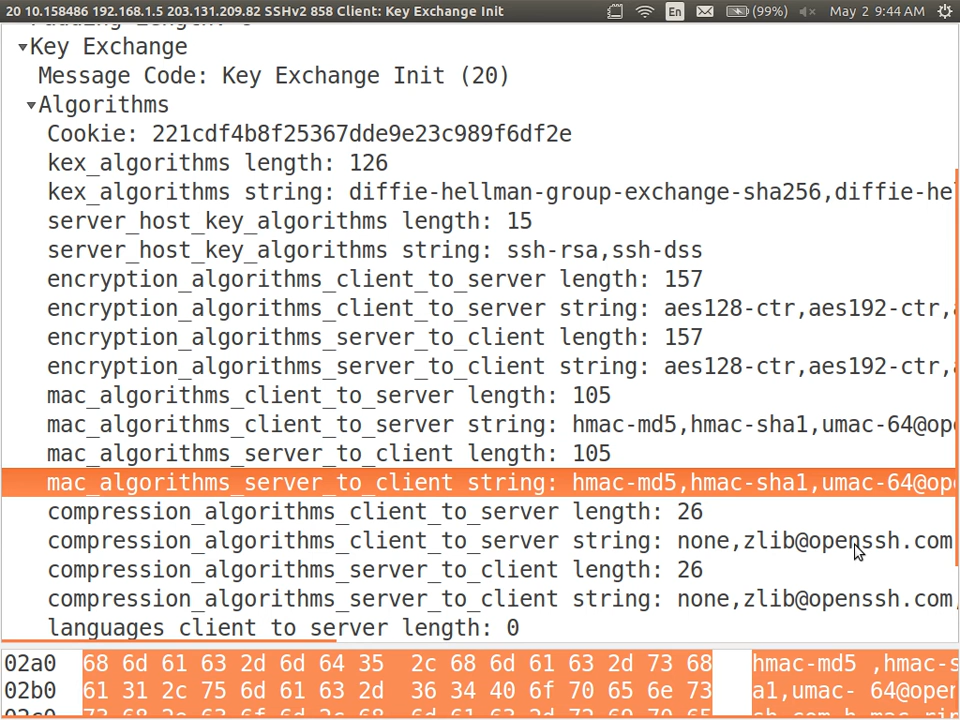 20 10.158486 192.168.1.5 203.131.209.82 SSHv2 858 Client: Key Exchange Init En (99%) May 2 9:44 AM
Key Exchange
Message Code: Key Exchange Init (20)
Algorithms
Cookie: 221cdf4b8f25367dde9e23c989f6df2e
kex_algorithms length: 126
kex_algorithms string: diffie-hellman-group-exchange-sha256,diffie-hel
server_host_key_algorithms length: 15
server_host_key_algorithms string: ssh-rsa,ssh-dss
encryption_algorithms_client_to_server length: 157
encryption_algorithms_client_to_server string: aes128-ctr,aes192-ctr,a
encryption_algorithms_server_to_client length: 157
encryption_algorithms_server_to_client string: aes128-ctr,aes192-ctr,a
mac_algorithms_client_to_server length: 105
mac_algorithms_client_to_server string: hmac-md5,hmac-sha1,umac-64@ope
mac_algorithms_server_to_client length: 105
mac_algorithms_server_to_client string: hmac-md5,hmac-sha1,umac-64@ope
compression_algorithms_client_to_server length: 26
compression_algorithms_client_to_server string: none,zlib@openssh.com
compression_algorithms_server_to_client length: 26
compression_algorithms_server_to_client string: none,zlib@openssh.com,
languages_client_to_server length: 0
02a0 68 6d 61 63 2d 6d 64 35 2c 68 6d 61 63 2d 73 68 hmac-md5 ,hmac-s
02b0 61 31 2c 75 6d 61 63 2d 36 34 40 6f 70 65 6e 73 a1,umac- 64@open